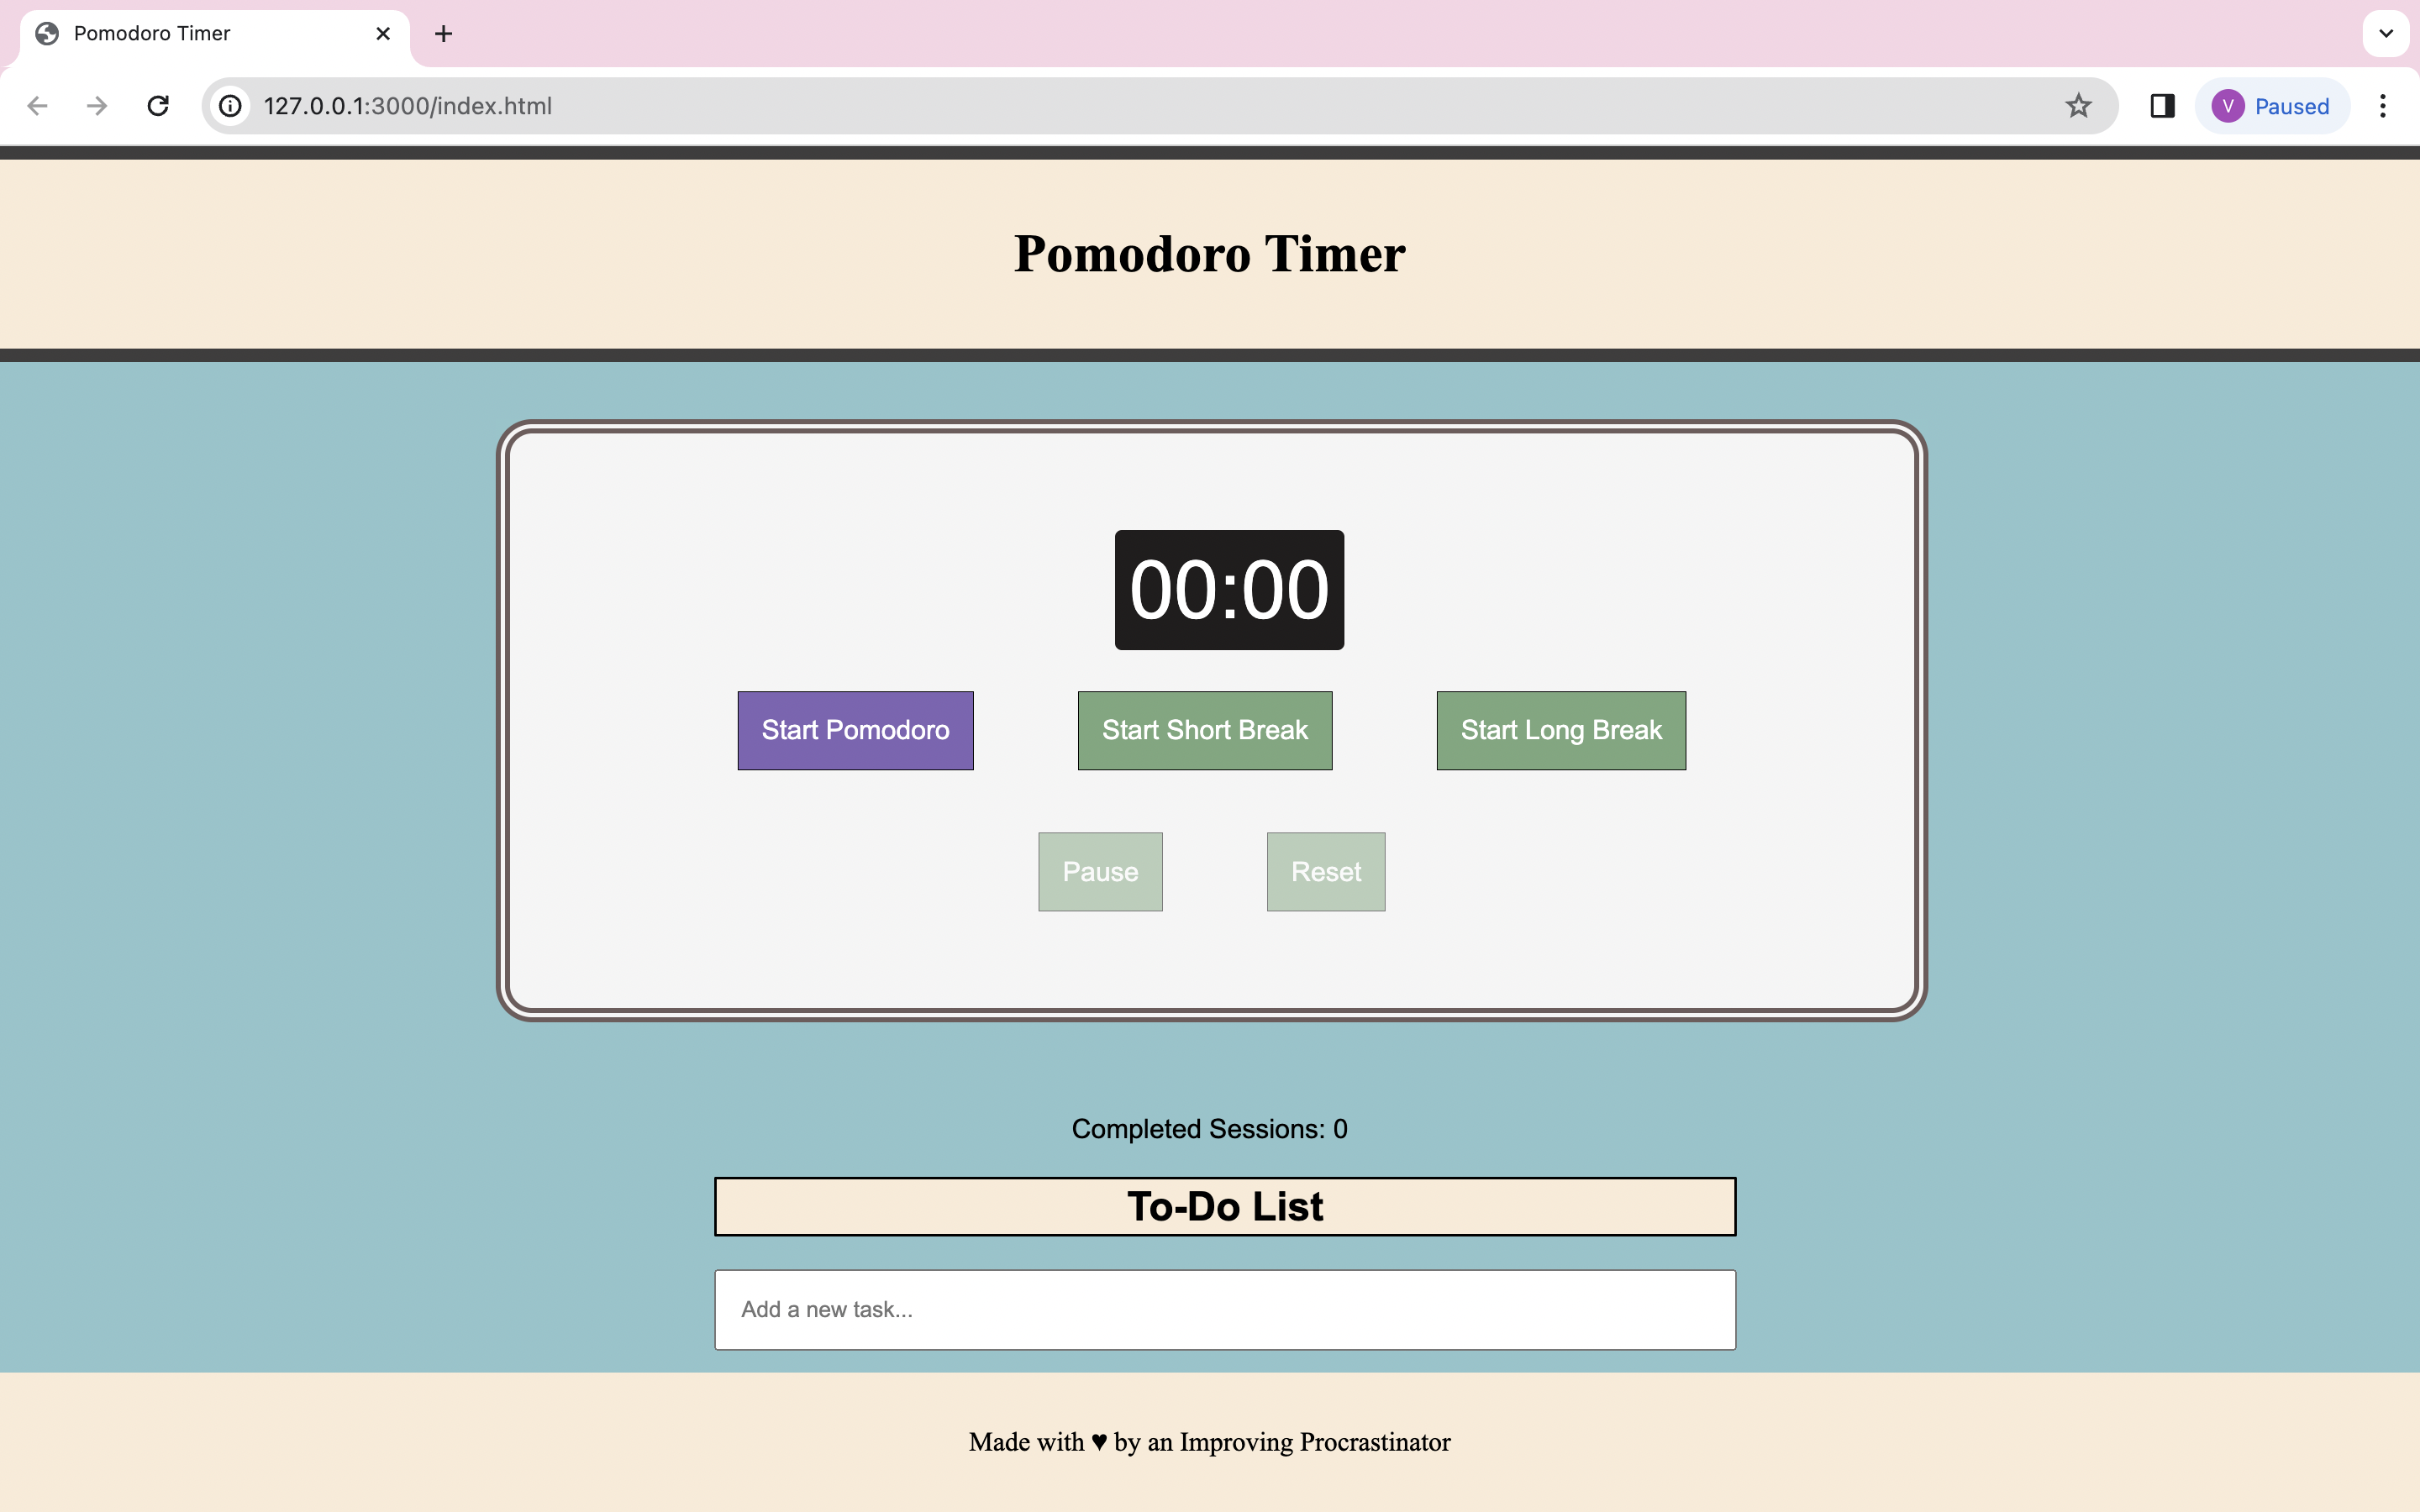 Pomodoro Timer
127.0.0.1:3000/index.html
V Paused
Pomodoro Timer
00:00
Start Pomodoro Start Short Break Start Long Break
Pause Reset
Completed Sessions: 0
To-Do List
Add a new task...
Made with ♥ by an Improving Procrastinator